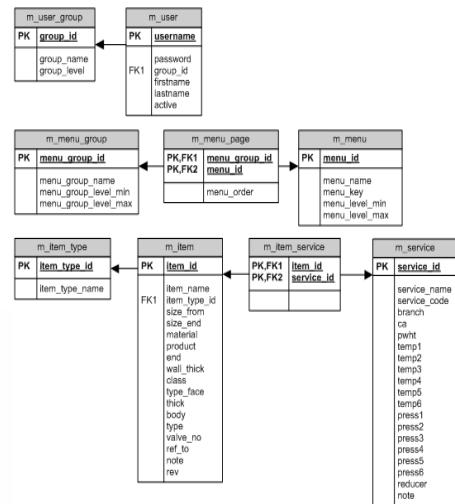 m_user_group
PK group_id
group_name
group_level
m_user
PK username
password
FK1 group_id
firstname
lastname
active
m_menu_group
PK menu_group_id
menu_group_name
menu_group_level_min
menu_group_level_max
m_menu_page
PK,FK1 menu_group_id
PK,FK2 menu_id
menu_order
m_menu
PK menu_id
menu_name
menu_key
menu_level_min
menu_level_max
m_item_type
PK item_type_id
item_type_name
m_item
PK item_id
item_name
FK1 item_type_id
size_from
size_end
material
product
end
wall_thick
class
type_face
thick
body
type
valve_no
ref_to
note
rev
m_item_service
PK,FK1 item_id
PK,FK2 service_id
m_service
PK service_id
service_name
service_code
branch
ca
pwht
temp1
temp2
temp3
temp4
temp5
temp6
press1
press2
press3
press4
press5
press6
reducer
note